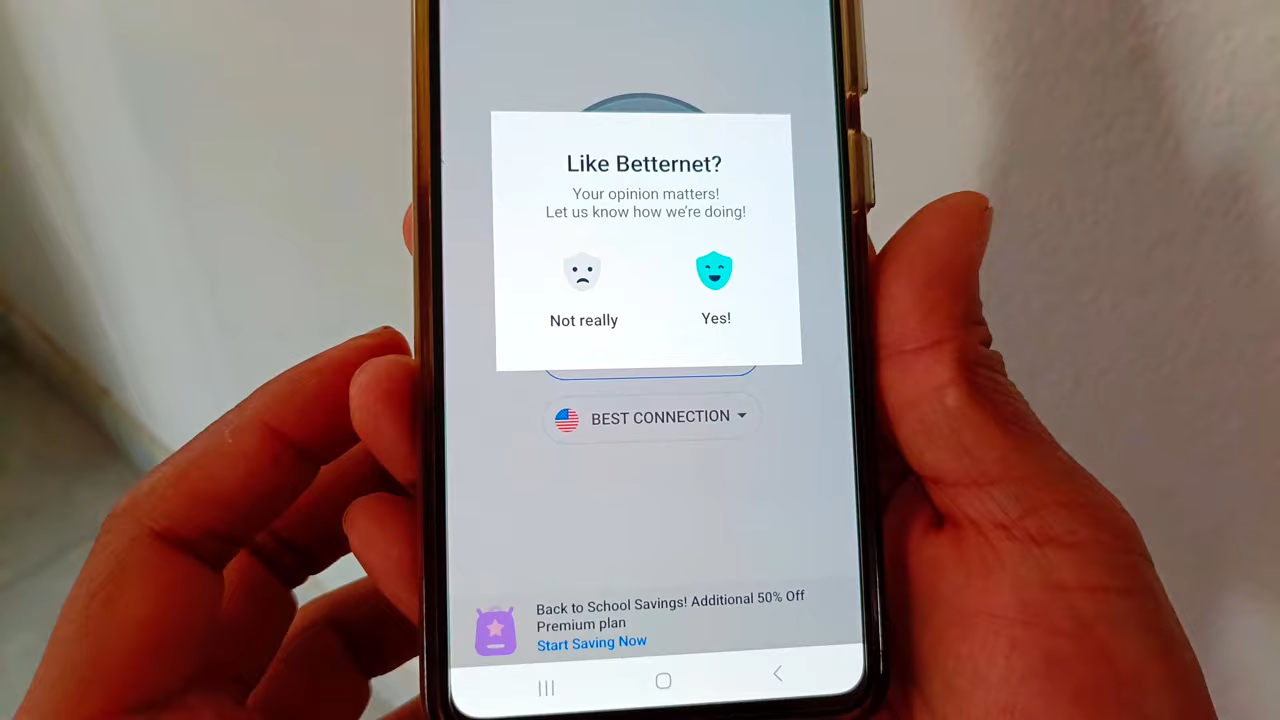 Like Betternet?
Your opinion matters!
Let us know how we're doing!
Not really
Yes!
BEST CONNECTION
Back to School Savings! Additional 50% Off
Premium plan
Start Saving Now